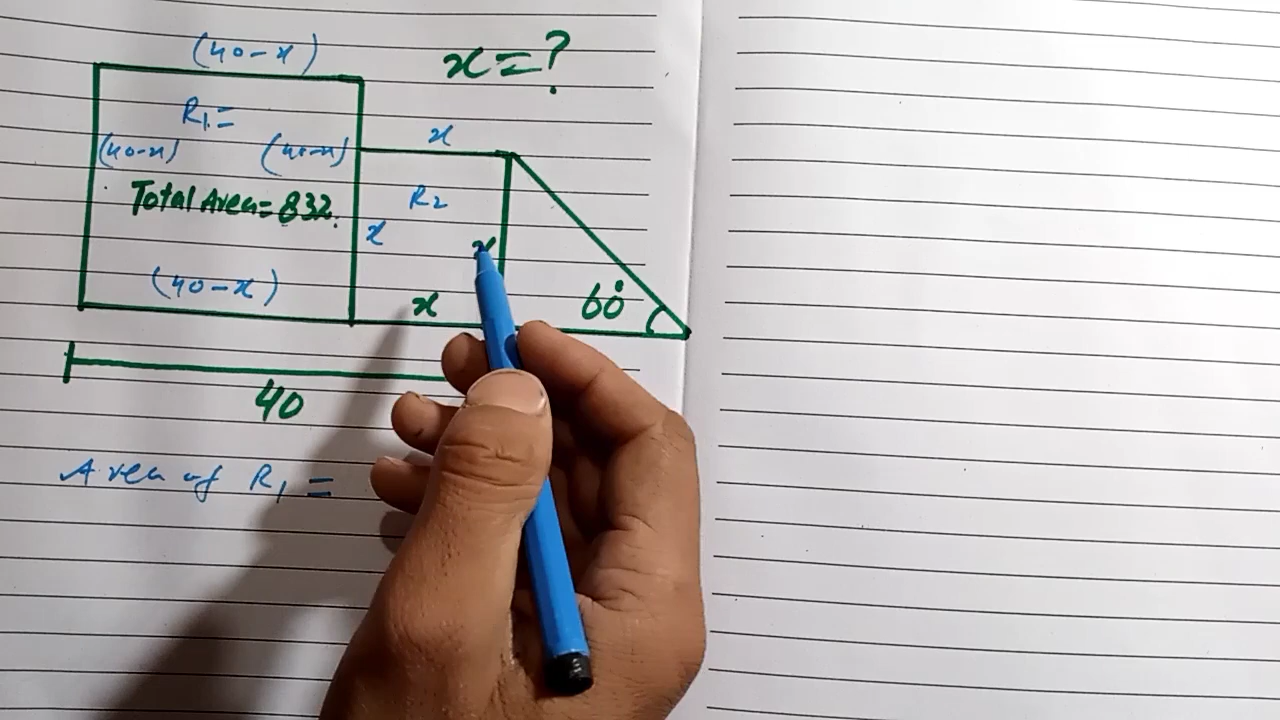 (40-x)
x = ?
R₁ =
x
(40-x) (40-x)
Total Area = 832.
R₂
x
x
(40-x)
x
60°
40
Area of R₁ =